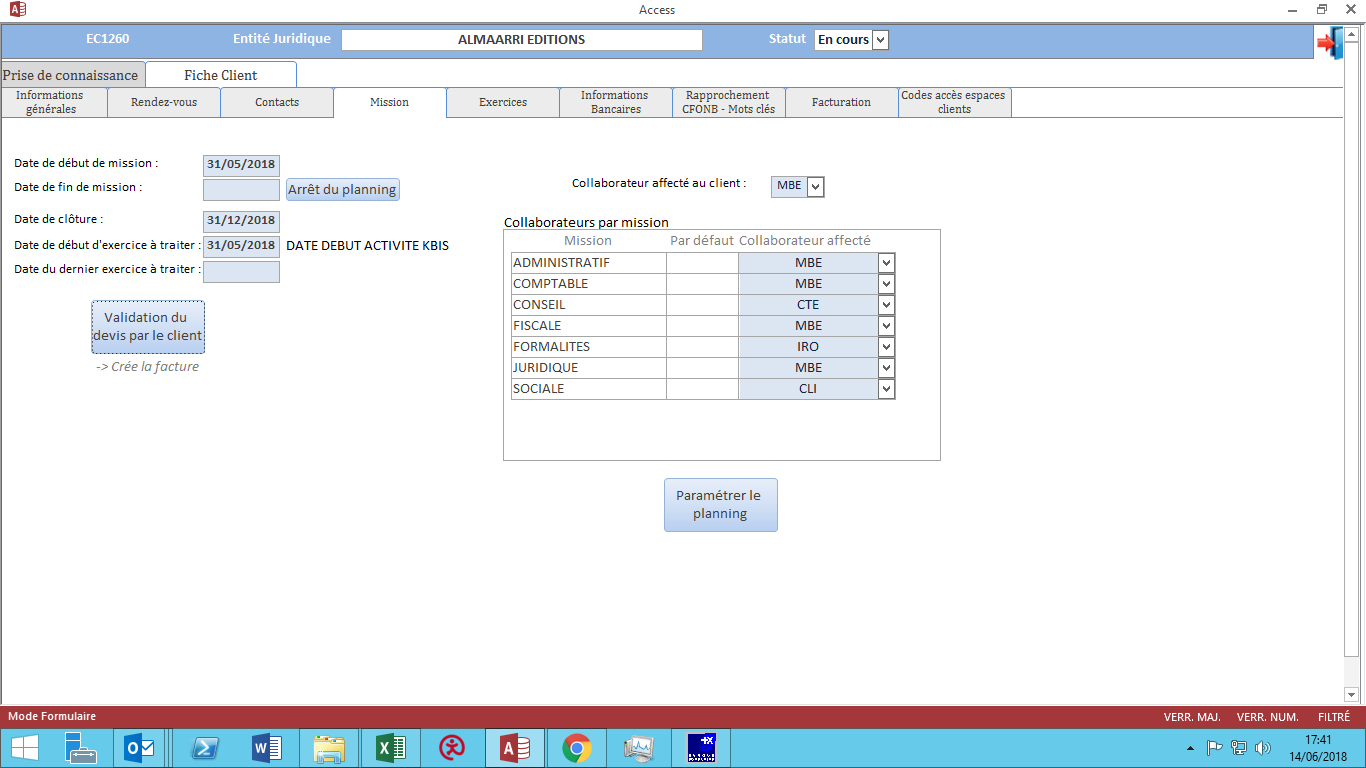 Access
EC1260 Entité Juridique ALMAARRI EDITIONS Statut En cours
Prise de connaissance Fiche Client
Informations générales Rendez-vous Contacts Mission Exercices Informations Bancaires Rapprochement CFONB - Mots clés Facturation Codes accès espaces clients
Date de début de mission : 31/05/2018
Date de fin de mission : Arrêt du planning
Collaborateur affecté au client : MBE
Date de clôture : 31/12/2018
Date de début d'exercice à traiter : 31/05/2018 DATE DEBUT ACTIVITE KBIS
Date du dernier exercice à traiter :
Validation du
devis par le client
-> Crée la facture
Collaborateurs par mission
Mission Par défaut Collaborateur affecté
ADMINISTRATIF MBE
COMPTABLE MBE
CONSEIL CTE
FISCALE MBE
FORMALITES IRO
JURIDIQUE MBE
SOCIALE CLI
Paramétrer le
planning
Mode Formulaire VERR. MAJ. VERR. NUM. FILTRÉ
17:41
14/06/2018